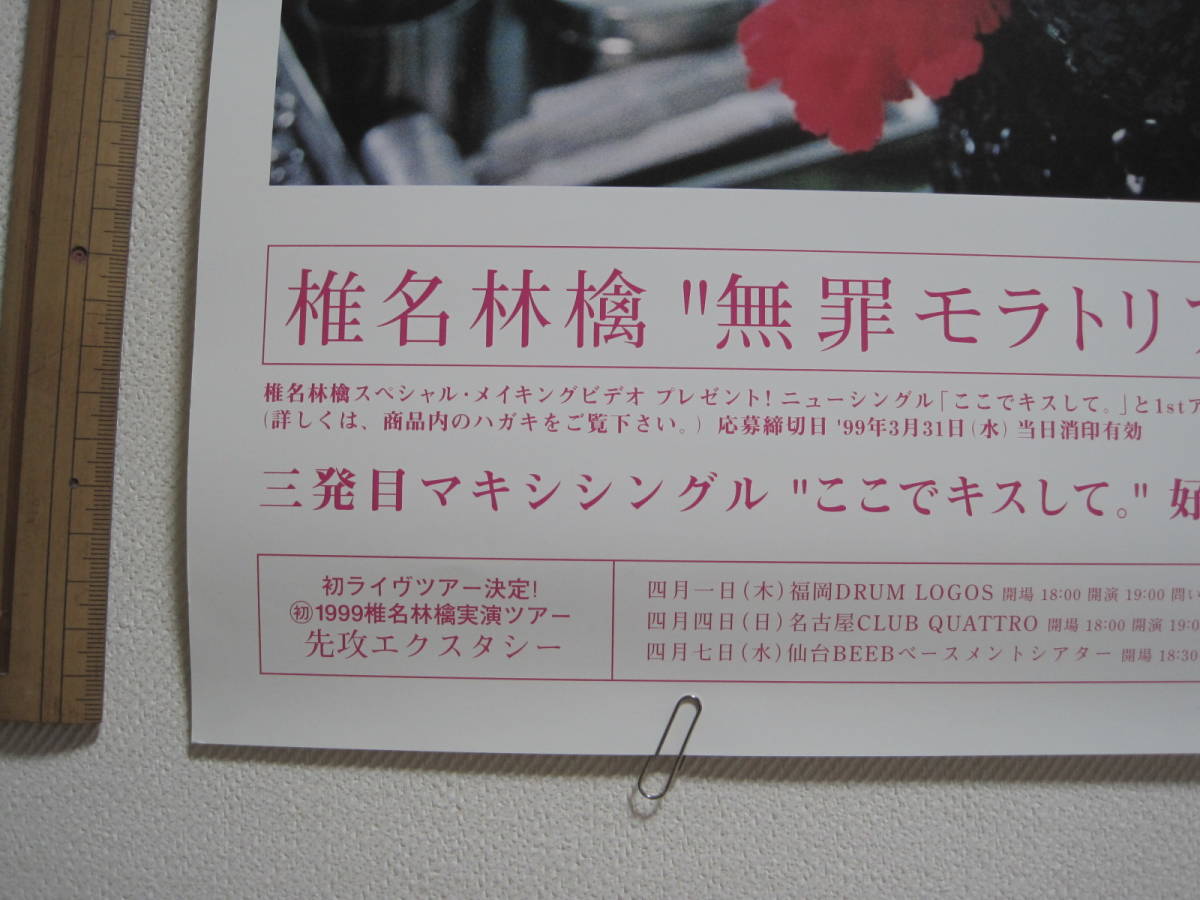 椎名林檎 "無罪モラトリア
椎名林檎スペシャル・メイキングビデオ プレゼント! ニューシングル「ここでキスして。」と1stア
(詳しくは、商品内のハガキをご覧下さい。) 応募締切日 '99年3月31日(水) 当日消印有効
三発目マキシシングル "ここでキスして。" 好
初ライヴツアー決定!
㊝1999椎名林檎実演ツアー
先攻エクスタシー
四月一日(木)福岡DRUM LOGOS 開場 18:00 開演 19:00 問い
四月四日(日)名古屋CLUB QUATTRO 開場 18:00 開演 19:0
四月七日(水)仙台BEEBベースメントシアター 開場 18:30